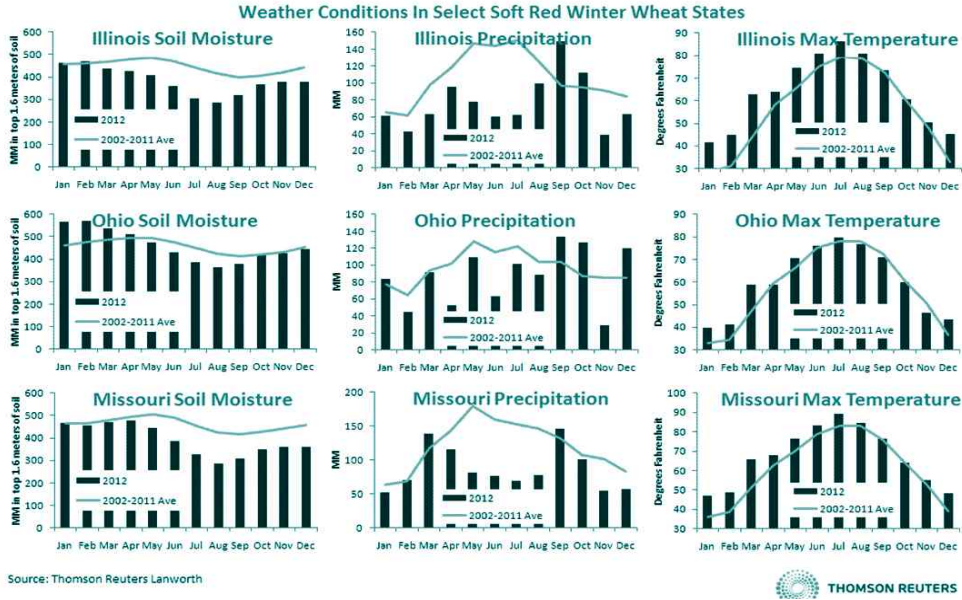 Weather Conditions In Select Soft Red Winter Wheat States
Illinois Soil Moisture
MM in top 1.6 meters of soil
600
500
400
300
200
100
0
2012
2002-2011 Ave
Jan Feb Mar Apr May Jun Jul Aug Sep Oct Nov Dec
Illinois Precipitation
MM
160
140
120
100
80
60
40
20
0
2012
2002-2011 Ave
Jan Feb Mar Apr May Jun Jul Aug Sep Oct Nov Dec
Illinois Max Temperature
Degrees Fahrenheit
90
80
70
60
50
40
30
2012
2002-2011 Ave
Jan Feb Mar Apr May Jun Jul Aug Sep Oct Nov Dec
Ohio Soil Moisture
MM in top 1.6 meters of soil
600
500
400
300
200
100
0
2012
2002-2011 Ave
Jan Feb Mar Apr May Jun Jul Aug Sep Oct Nov Dec
Ohio Precipitation
MM
160
140
120
100
80
60
40
20
0
2012
2002-2011 Ave
Jan Feb Mar Apr May Jun Jul Aug Sep Oct Nov Dec
Ohio Max Temperature
Degrees Fahrenheit
90
80
70
60
50
40
30
2012
2002-2011 Ave
Jan Feb Mar Apr May Jun Jul Aug Sep Oct Nov Dec
Missouri Soil Moisture
MM in top 1.6 meters of soil
600
500
400
300
200
100
0
2012
2002-2011 Ave
Jan Feb Mar Apr May Jun Jul Aug Sep Oct Nov Dec
Missouri Precipitation
MM
200
150
100
50
0
2012
2002-2011 Ave
Jan Feb Mar Apr May Jun Jul Aug Sep Oct Nov Dec
Missouri Max Temperature
Degrees Fahrenheit
100
90
80
70
60
50
40
30
2012
2002-2011 Ave
Jan Feb Mar Apr May Jun Jul Aug Sep Oct Nov Dec
Source: Thomson Reuters Lanworth
THOMSON REUTERS